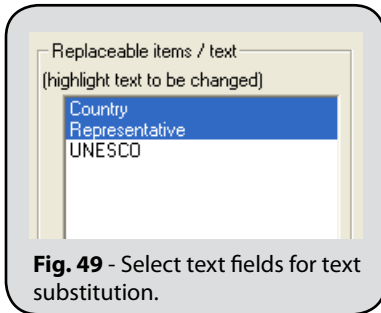 Replaceable items / text
(highlight text to be changed)
Country
Representative
UNESCO
Fig. 49 - Select text fields for text
substitution.